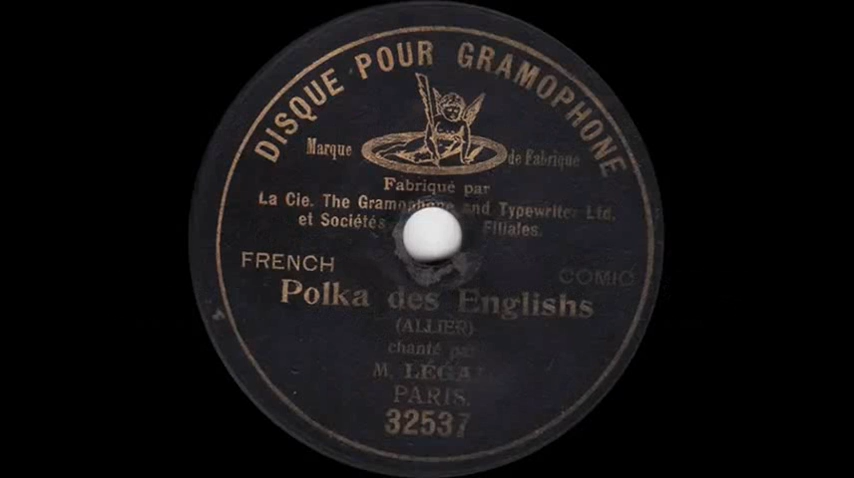 DISQUE POUR GRAMOPHONE
Marque de Fabrique
Fabriqué par
La Cie. The Gramophone and Typewriter Ltd.
et Sociétés Filiales.
FRENCH COMIC
Polka des Englishs
(ALLIER)
chanté par
M.
PARIS.
32537